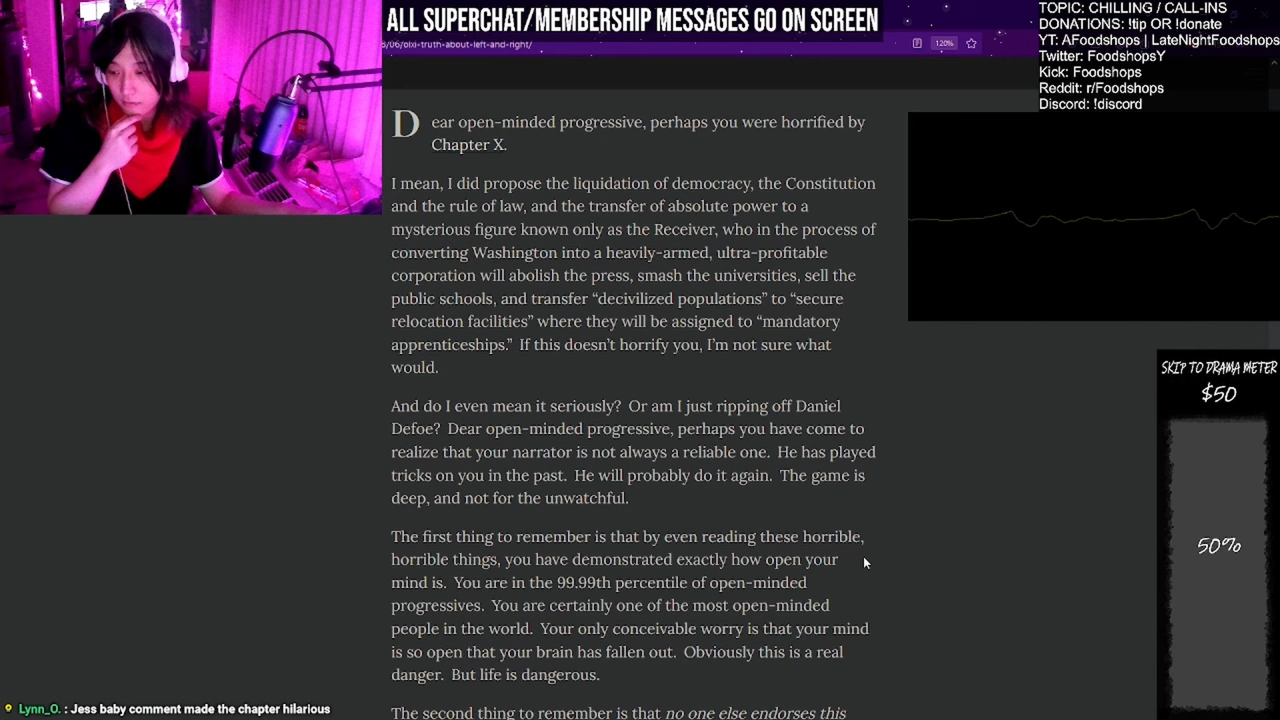 ALL SUPERCHAT/MEMBERSHIP MESSAGES GO ON SCREEN
/06/olxi-truth-about-left-and-right/
120%
TOPIC: CHILLING / CALL-INS
DONATIONS: !tip OR !donate
YT: AFoodshops | LateNightFoodshops
Twitter: FoodshopsY
Kick: Foodshops
Reddit: r/Foodshops
Discord: !discord
Dear open-minded progressive, perhaps you were horrified by
Chapter X.
I mean, I did propose the liquidation of democracy, the Constitution
and the rule of law, and the transfer of absolute power to a
mysterious figure known only as the Receiver, who in the process of
converting Washington into a heavily-armed, ultra-profitable
corporation will abolish the press, smash the universities, sell the
public schools, and transfer “decivilized populations” to “secure
relocation facilities” where they will be assigned to “mandatory
apprenticeships.” If this doesn’t horrify you, I’m not sure what
would.
And do I even mean it seriously? Or am I just ripping off Daniel
Defoe? Dear open-minded progressive, perhaps you have come to
realize that your narrator is not always a reliable one. He has played
tricks on you in the past. He will probably do it again. The game is
deep, and not for the unwatchful.
The first thing to remember is that by even reading these horrible,
horrible things, you have demonstrated exactly how open your
mind is. You are in the 99.99th percentile of open-minded
progressives. You are certainly one of the most open-minded
people in the world. Your only conceivable worry is that your mind
is so open that your brain has fallen out. Obviously this is a real
danger. But life is dangerous.
The second thing to remember is that no one else endorses this
SKIP TO DRAMA METER
$50
50%
Lynn_O. : Jess baby comment made the chapter hilarious